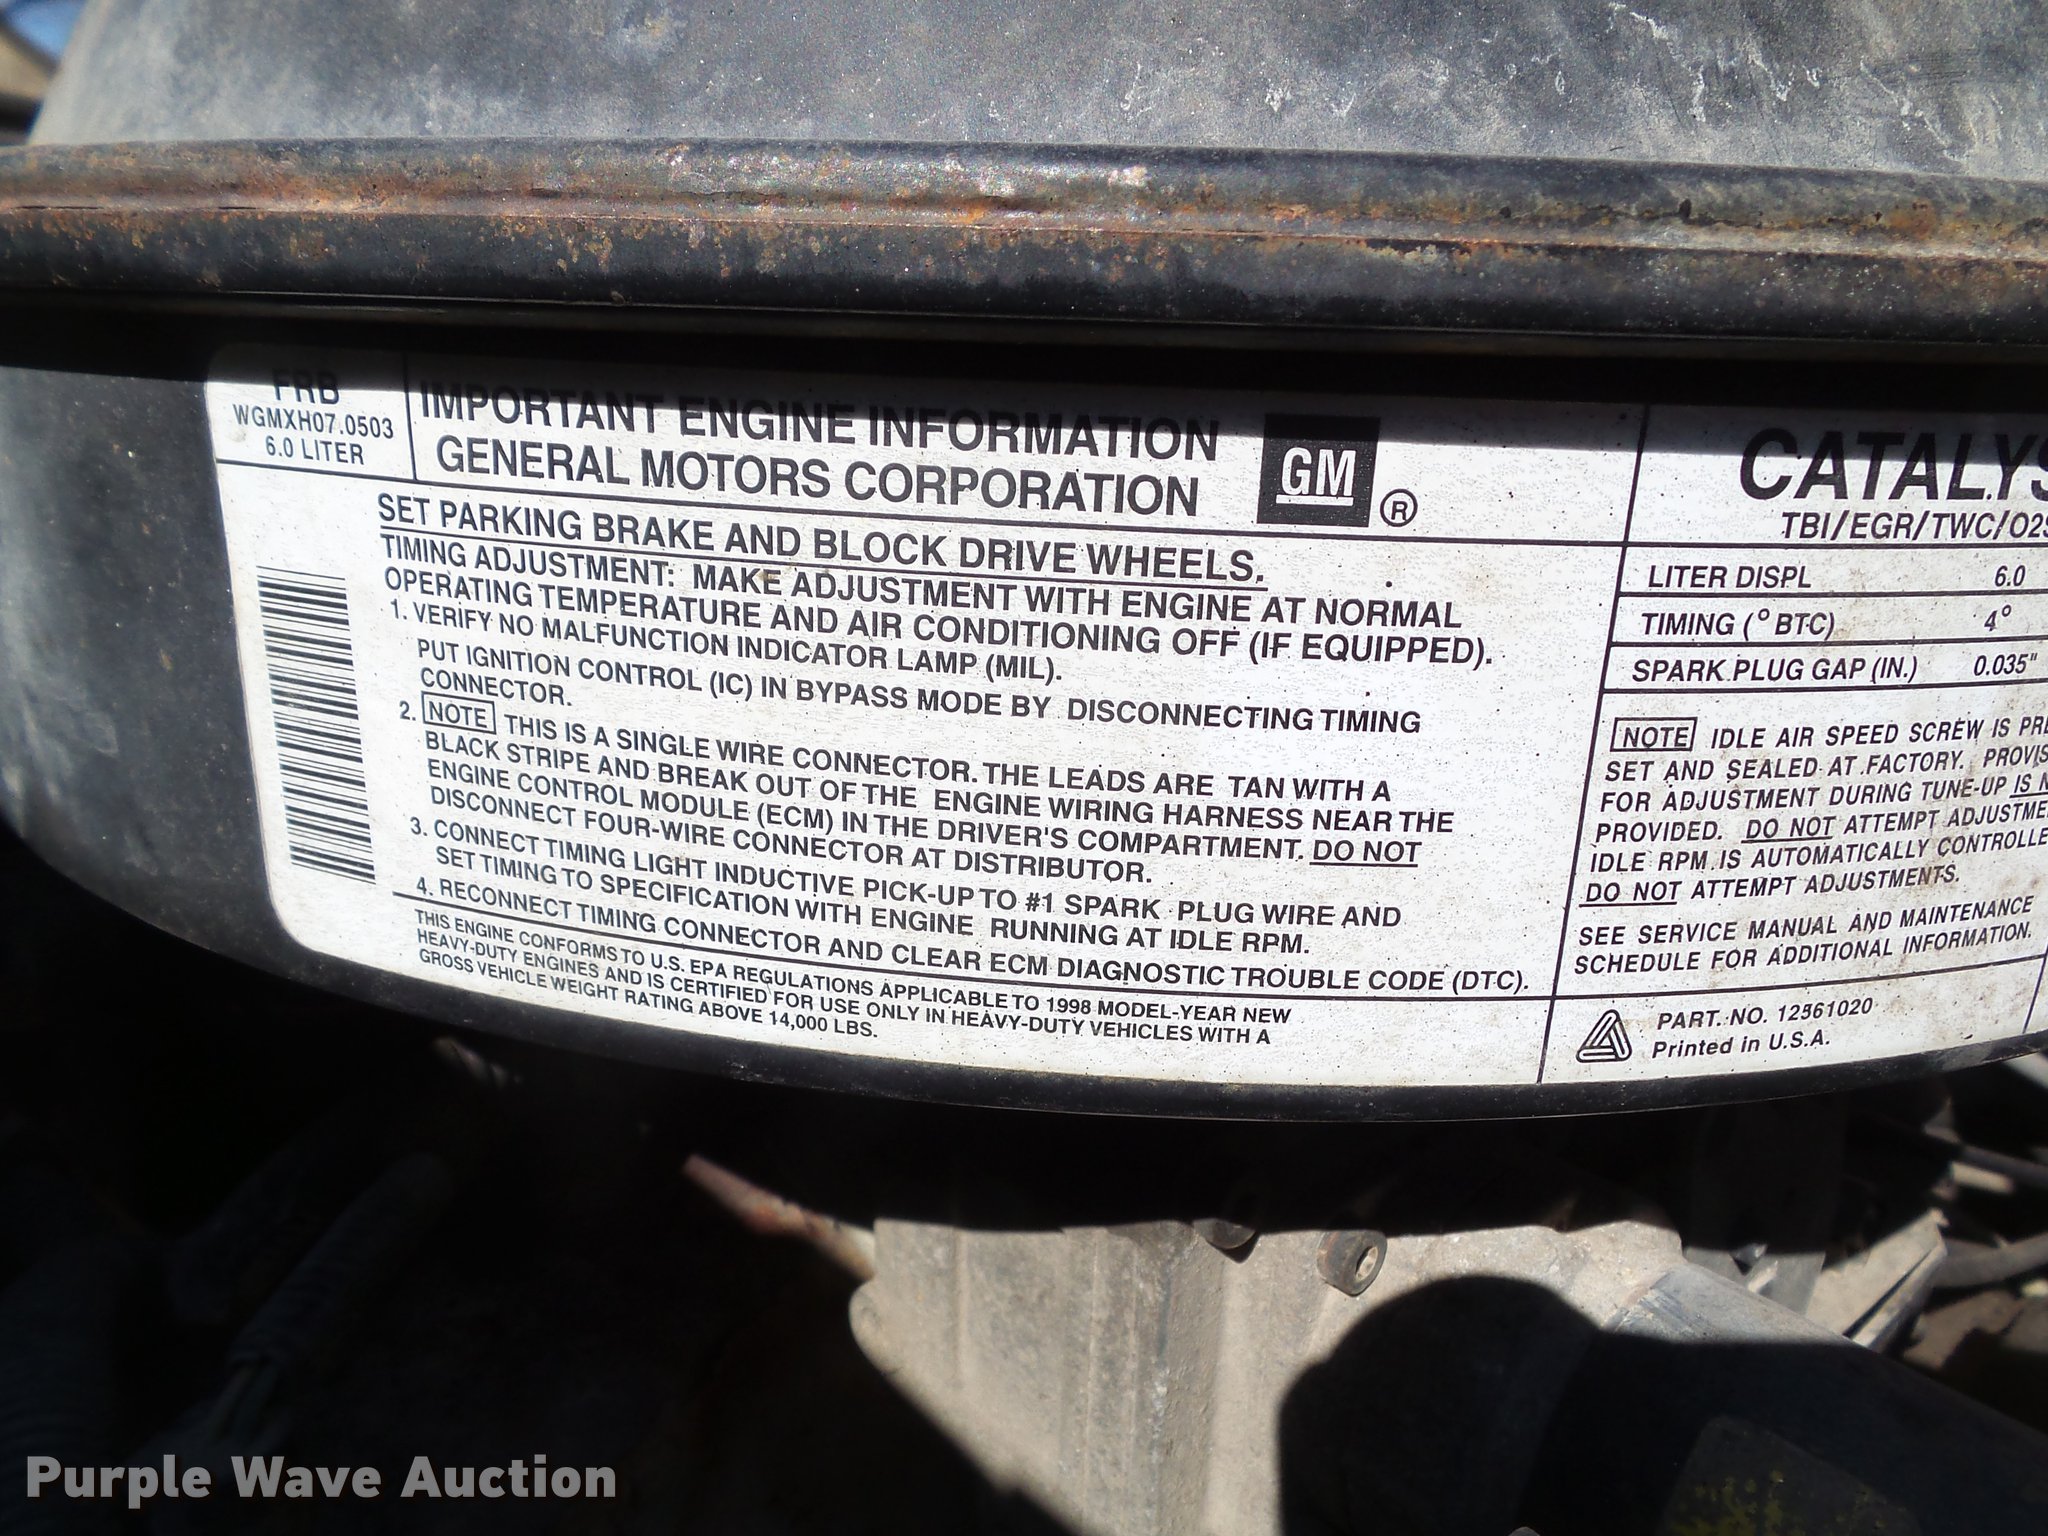 FRB
WGMXH07.0503
6.0 LITER
IMPORTANT ENGINE INFORMATION
GENERAL MOTORS CORPORATION
GM
®
SET PARKING BRAKE AND BLOCK DRIVE WHEELS.
TIMING ADJUSTMENT: MAKE ADJUSTMENT WITH ENGINE AT NORMAL
OPERATING TEMPERATURE AND AIR CONDITIONING OFF (IF EQUIPPED).
1. VERIFY NO MALFUNCTION INDICATOR LAMP (MIL).
PUT IGNITION CONTROL (IC) IN BYPASS MODE BY DISCONNECTING TIMING
CONNECTOR.
2. NOTE THIS IS A SINGLE WIRE CONNECTOR. THE LEADS ARE TAN WITH A
BLACK STRIPE AND BREAK OUT OF THE ENGINE WIRING HARNESS NEAR THE
ENGINE CONTROL MODULE (ECM) IN THE DRIVER'S COMPARTMENT. DO NOT
DISCONNECT FOUR-WIRE CONNECTOR AT DISTRIBUTOR.
3. CONNECT TIMING LIGHT INDUCTIVE PICK-UP TO #1 SPARK PLUG WIRE AND
SET TIMING TO SPECIFICATION WITH ENGINE RUNNING AT IDLE RPM.
4. RECONNECT TIMING CONNECTOR AND CLEAR ECM DIAGNOSTIC TROUBLE CODE (DTC).
THIS ENGINE CONFORMS TO U.S. EPA REGULATIONS APPLICABLE TO 1998 MODEL-YEAR NEW
HEAVY-DUTY ENGINES AND IS CERTIFIED FOR USE ONLY IN HEAVY-DUTY VEHICLES WITH A
GROSS VEHICLE WEIGHT RATING ABOVE 14,000 LBS.
CATALYS
TBI/EGR/TWC/O2S
LITER DISPL 6.0
TIMING (° BTC) 4°
SPARK PLUG GAP (IN.) 0.035"
NOTE IDLE AIR SPEED SCREW IS PRE
SET AND SEALED AT FACTORY. PROVIS
FOR ADJUSTMENT DURING TUNE-UP IS N
PROVIDED. DO NOT ATTEMPT ADJUSTME
IDLE RPM IS AUTOMATICALLY CONTROLLE
DO NOT ATTEMPT ADJUSTMENTS.
SEE SERVICE MANUAL AND MAINTENANCE
SCHEDULE FOR ADDITIONAL INFORMATION.
PART. NO. 12561020
Printed in U.S.A.
Purple Wave Auction